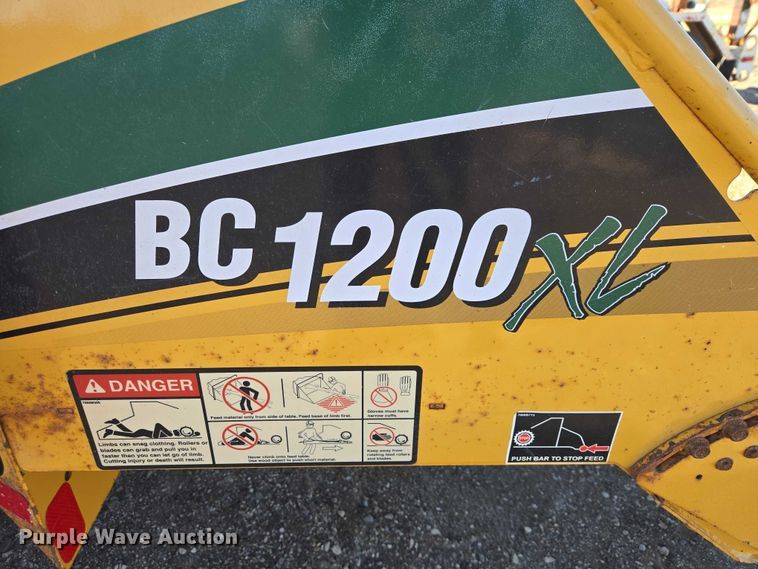 BC 1200 XL
DANGER
Limbs can snag clothing. Rollers or
blades can grab and pull you in
faster than you can let go of limb.
Cutting injury or death will result.
Feed material only from side of table. Feed base of limb first.
Gloves must have
narrow cuffs.
Never climb onto feed table.
Use wood object to push short material.
Keep away from
rotating feed rollers
and blades.
PUSH BAR TO STOP FEED
Purple Wave Auction